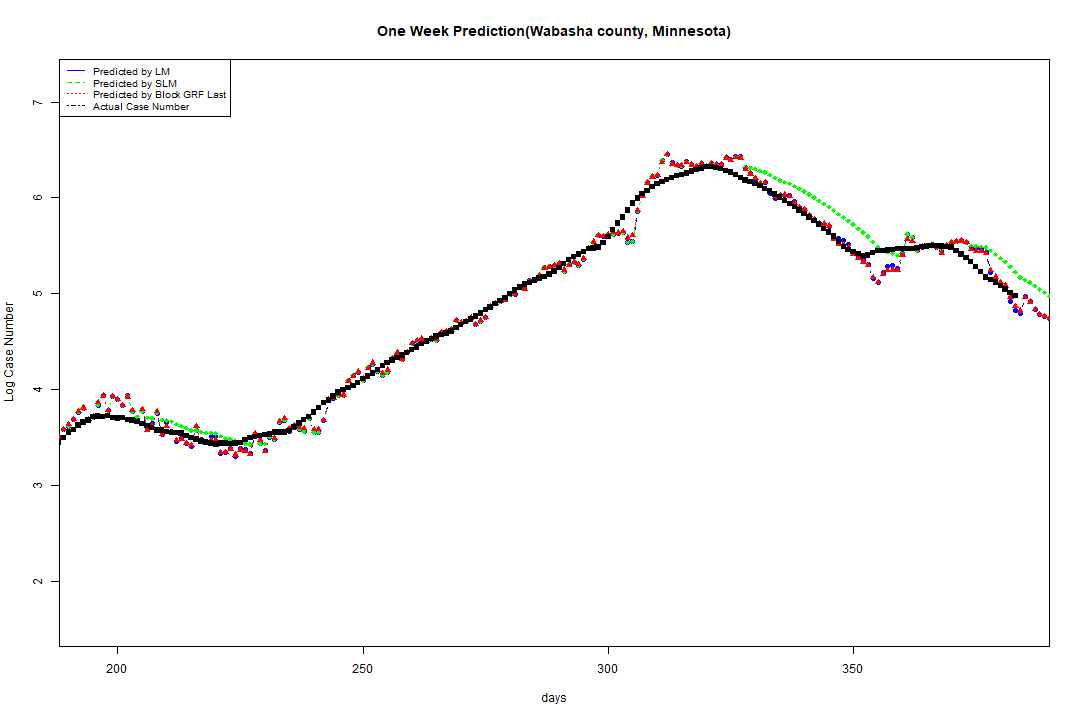 One Week Prediction(Wabasha county, Minnesota)
Predicted by LM
Predicted by SLM
Predicted by Block GRF Last
Actual Case Number
7
6
5
4
3
2
Log Case Number
200 250 300 350
days